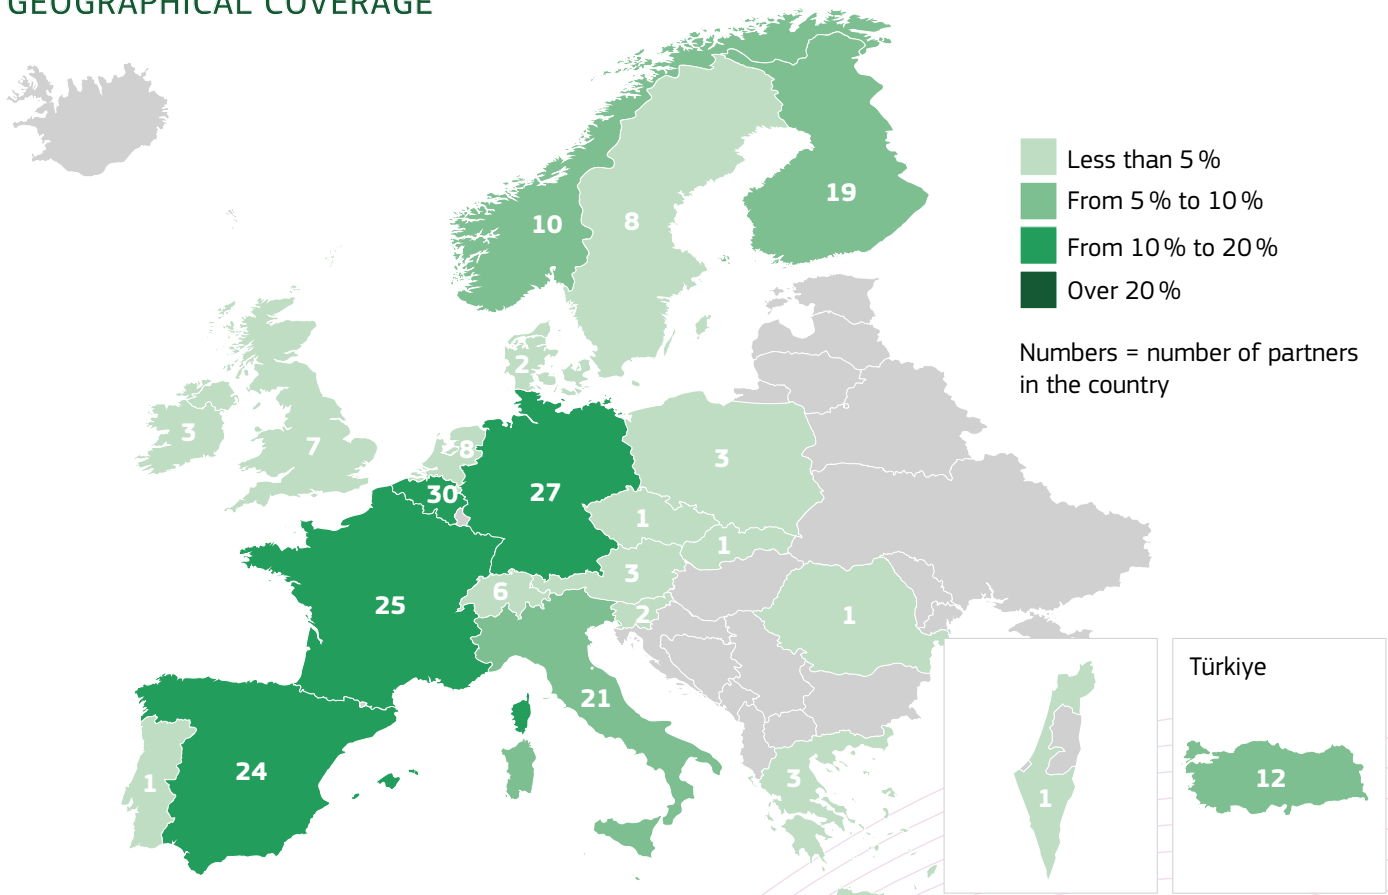 GEOGRAPHICAL COVERAGE
Less than 5 %
From 5 % to 10 %
From 10 % to 20 %
Over 20 %
Numbers = number of partners
in the country
19
10
8
2
3
7
8
3
30
27
1
1
3
6
2
25
1
21
24
1
3
1
Türkiye
12